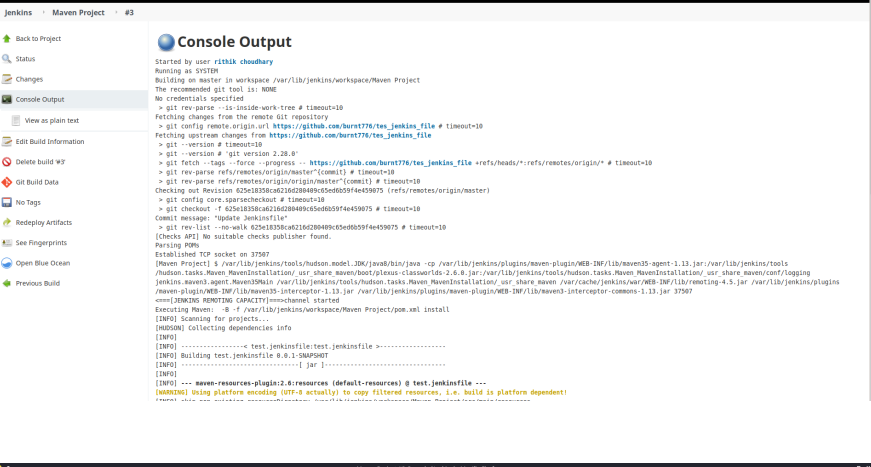 Jenkins › Maven Project › #3
Back to Project
Status
Changes
Console Output
View as plain text
Edit Build Information
Delete build '#3'
Git Build Data
No Tags
Redeploy Artifacts
See Fingerprints
Open Blue Ocean
Previous Build
Console Output
Started by user rithik choudhary
Running as SYSTEM
Building on master in workspace /var/lib/jenkins/workspace/Maven Project
The recommended git tool is: NONE
No credentials specified
> git rev-parse --is-inside-work-tree # timeout=10
Fetching changes from the remote Git repository
> git config remote.origin.url https://github.com/burnt776/tes_jenkins_file # timeout=10
Fetching upstream changes from https://github.com/burnt776/tes_jenkins_file
> git --version # timeout=10
> git --version # 'git version 2.28.0'
> git fetch --tags --force --progress -- https://github.com/burnt776/tes_jenkins_file +refs/heads/*:refs/remotes/origin/* # timeout=10
> git rev-parse refs/remotes/origin/master^{commit} # timeout=10
> git rev-parse refs/remotes/origin/origin/master^{commit} # timeout=10
Checking out Revision 625e18358ca6216d280409c65ed6b59f4e459075 (refs/remotes/origin/master)
> git config core.sparsecheckout # timeout=10
> git checkout -f 625e18358ca6216d280409c65ed6b59f4e459075 # timeout=10
Commit message: "Update Jenkinsfile"
> git rev-list --no-walk 625e18358ca6216d280409c65ed6b59f4e459075 # timeout=10
[Checks API] No suitable checks publisher found.
Parsing POMs
Established TCP socket on 37507
[Maven Project] $ /var/lib/jenkins/tools/hudson.model.JDK/java8/bin/java -cp /var/lib/jenkins/plugins/maven-plugin/WEB-INF/lib/maven35-agent-1.13.jar:/var/lib/jenkins/tools
/hudson.tasks.Maven_MavenInstallation/_usr_share_maven/boot/plexus-classworlds-2.6.0.jar:/var/lib/jenkins/tools/hudson.tasks.Maven_MavenInstallation/_usr_share_maven/conf/logging
jenkins.maven3.agent.Maven35Main /var/lib/jenkins/tools/hudson.tasks.Maven_MavenInstallation/_usr_share_maven /var/cache/jenkins/war/WEB-INF/lib/remoting-4.5.jar /var/lib/jenkins/plugins
/maven-plugin/WEB-INF/lib/maven35-interceptor-1.13.jar /var/lib/jenkins/plugins/maven-plugin/WEB-INF/lib/maven3-interceptor-commons-1.13.jar 37507
<===[JENKINS REMOTING CAPACITY]===>channel started
Executing Maven:  -B -f /var/lib/jenkins/workspace/Maven Project/pom.xml install
[INFO] Scanning for projects...
[HUDSON] Collecting dependencies info
[INFO]
[INFO] -----------------< test.jenkinsfile:test.jenkinsfile >------------------
[INFO] Building test.jenkinsfile 0.0.1-SNAPSHOT
[INFO] --------------------------------[ jar ]---------------------------------
[INFO]
[INFO] --- maven-resources-plugin:2.6:resources (default-resources) @ test.jenkinsfile ---
[WARNING] Using platform encoding (UTF-8 actually) to copy filtered resources, i.e. build is platform dependent!